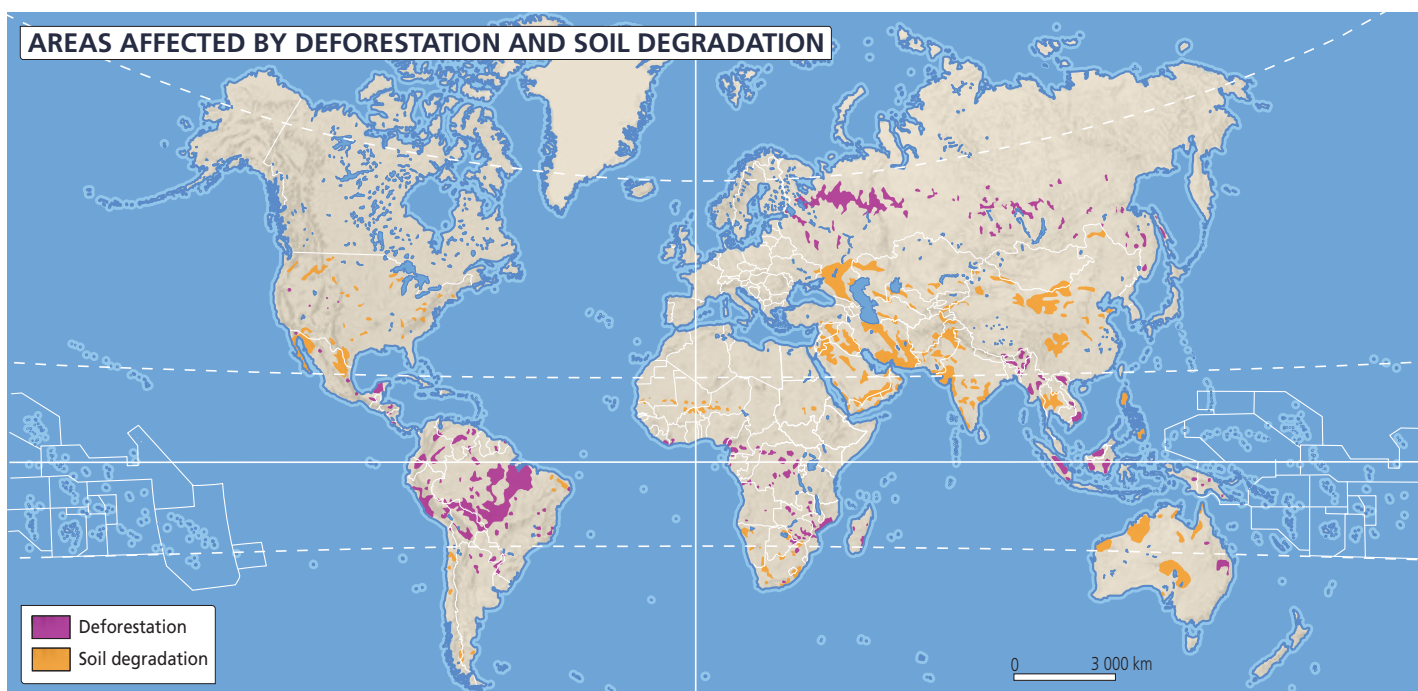 AREAS AFFECTED BY DEFORESTATION AND SOIL DEGRADATION
Deforestation
Soil degradation
0 3 000 km